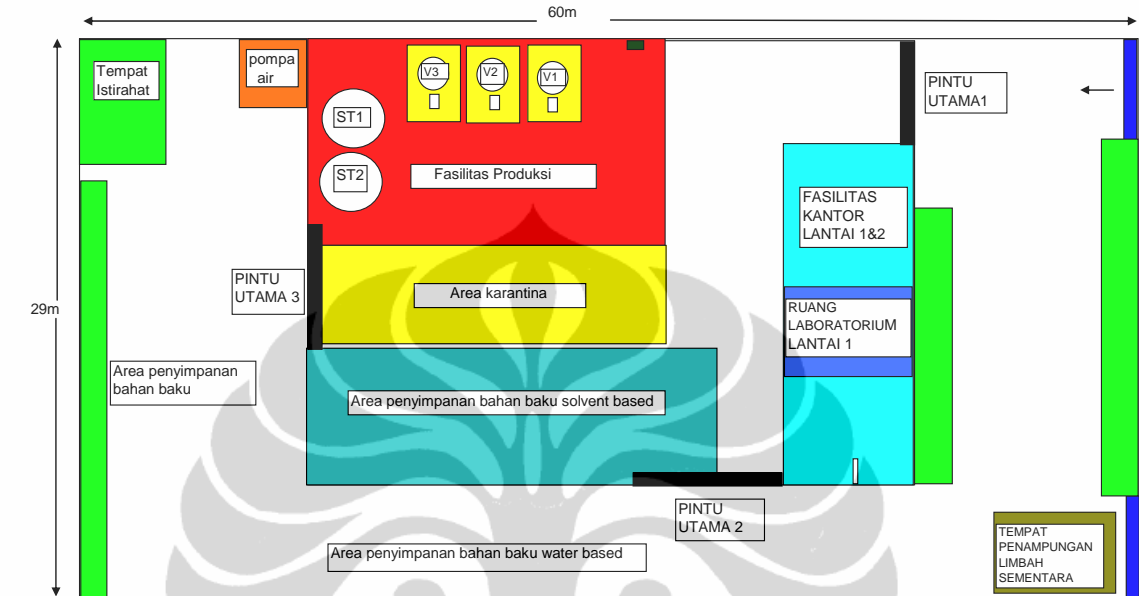 60m
Tempat
Istirahat
pompa
air
V3
V2
V1
PINTU
UTAMA1
ST1
ST2
Fasilitas Produksi
FASILITAS
KANTOR
LANTAI 1&2
PINTU
UTAMA 3
Area karantina
29m
RUANG
LABORATORIUM
LANTAI 1
Area penyimpanan
bahan baku
Area penyimpanan bahan baku solvent based
PINTU
UTAMA 2
Area penyimpanan bahan baku water based
TEMPAT
PENAMPUNGAN
LIMBAH
SEMENTARA